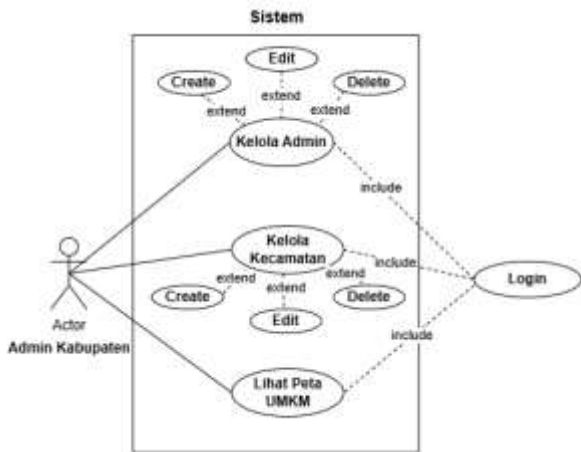 Sistem
Edit
Create
Delete
extend
extend
extend
Kelola Admin
include
Kelola
Kecamatan
extend
extend
extend
include
Create
Edit
Delete
Login
Actor
Admin Kabupaten
include
Lihat Peta
UMKM